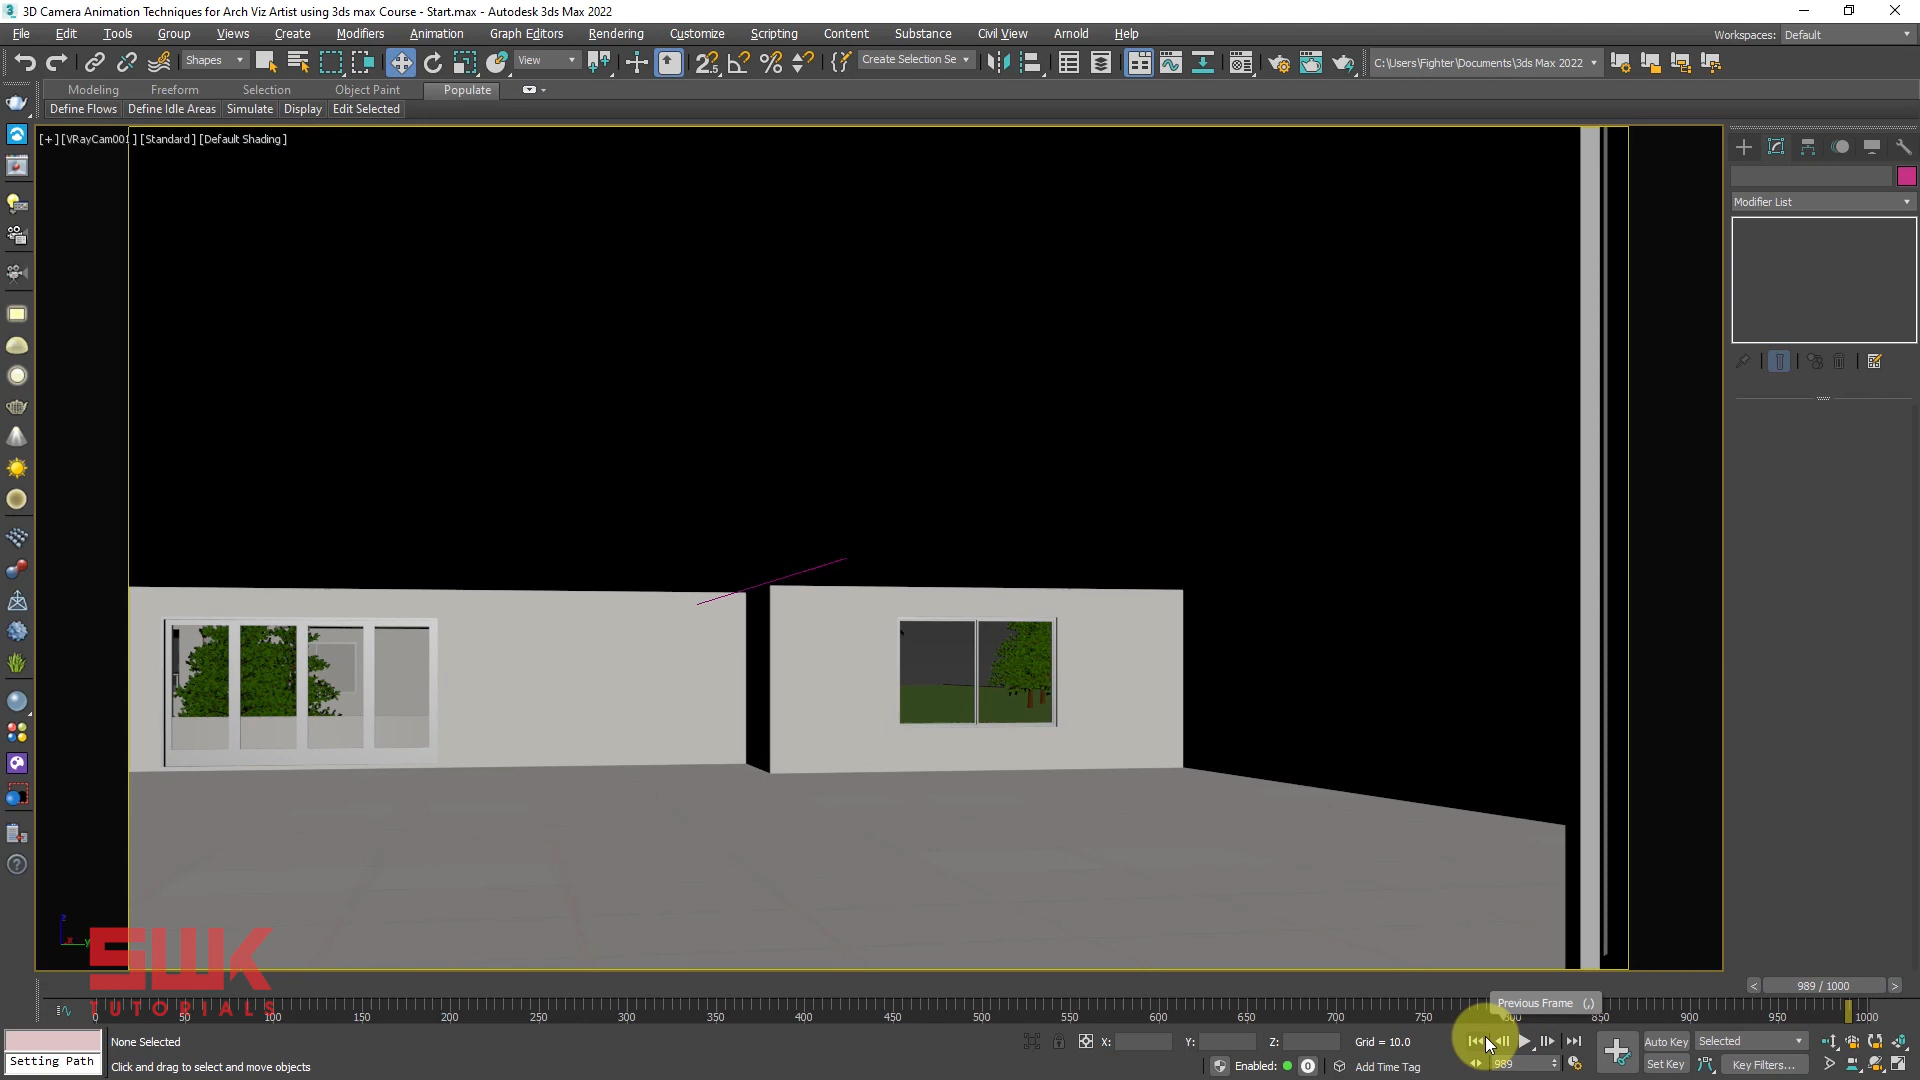 3D Camera Animation Techniques for Arch Viz Artist using 3ds max Course - Start.max - Autodesk 3ds Max 2022
File Edit Tools Group Views Create Modifiers Animation Graph Editors Rendering Customize Scripting Content Substance Civil View Arnold Help
Workspaces: Default
Shapes
View
Create Selection Se
C:\Users\Fighter\Documents\3ds Max 2022
Modeling Freeform Selection Object Paint Populate
Define Flows Define Idle Areas Simulate Display Edit Selected
[+] [VRayCam001] [Standard] [Default Shading]
Modifier List
z
x
y
SWK
TUTORIALS
989 / 1000
Previous Frame (,)
0 50 100 150 200 250 300 350 400 450 500 550 600 650 700 750 800 850 900 950 1000
None Selected
X: Y: Z: Grid = 10.0
Auto Key Selected
Setting Path
Click and drag to select and move objects
Enabled: 0 Add Time Tag
989
Set Key Key Filters...